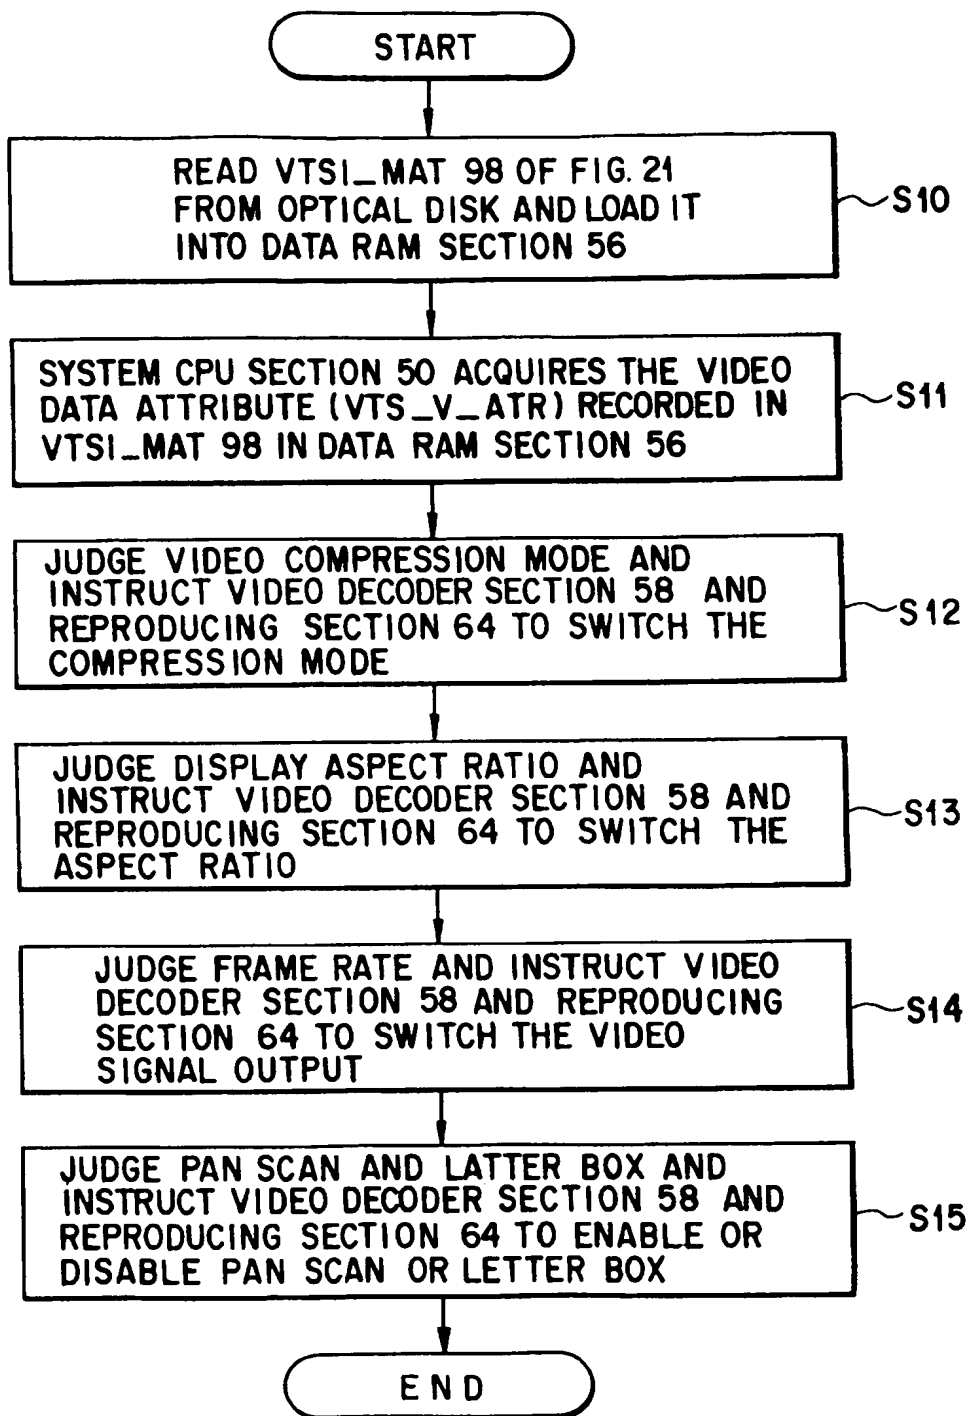 START
READ VTSI_MAT 98 OF FIG. 21
FROM OPTICAL DISK AND LOAD IT
INTO DATA RAM SECTION 56
S10
SYSTEM CPU SECTION 50 ACQUIRES THE VIDEO
DATA ATTRIBUTE (VTS_V_ATR) RECORDED IN
VTSI_MAT 98 IN DATA RAM SECTION 56
S11
JUDGE VIDEO COMPRESSION MODE AND
INSTRUCT VIDEO DECODER SECTION 58 AND
REPRODUCING SECTION 64 TO SWITCH THE
COMPRESSION MODE
S12
JUDGE DISPLAY ASPECT RATIO AND
INSTRUCT VIDEO DECODER SECTION 58 AND
REPRODUCING SECTION 64 TO SWITCH THE
ASPECT RATIO
S13
JUDGE FRAME RATE AND INSTRUCT VIDEO
DECODER SECTION 58 AND REPRODUCING
SECTION 64 TO SWITCH THE VIDEO
SIGNAL OUTPUT
S14
JUDGE PAN SCAN AND LATTER BOX AND
INSTRUCT VIDEO DECODER SECTION 58 AND
REPRODUCING SECTION 64 TO ENABLE OR
DISABLE PAN SCAN OR LETTER BOX
S15
END